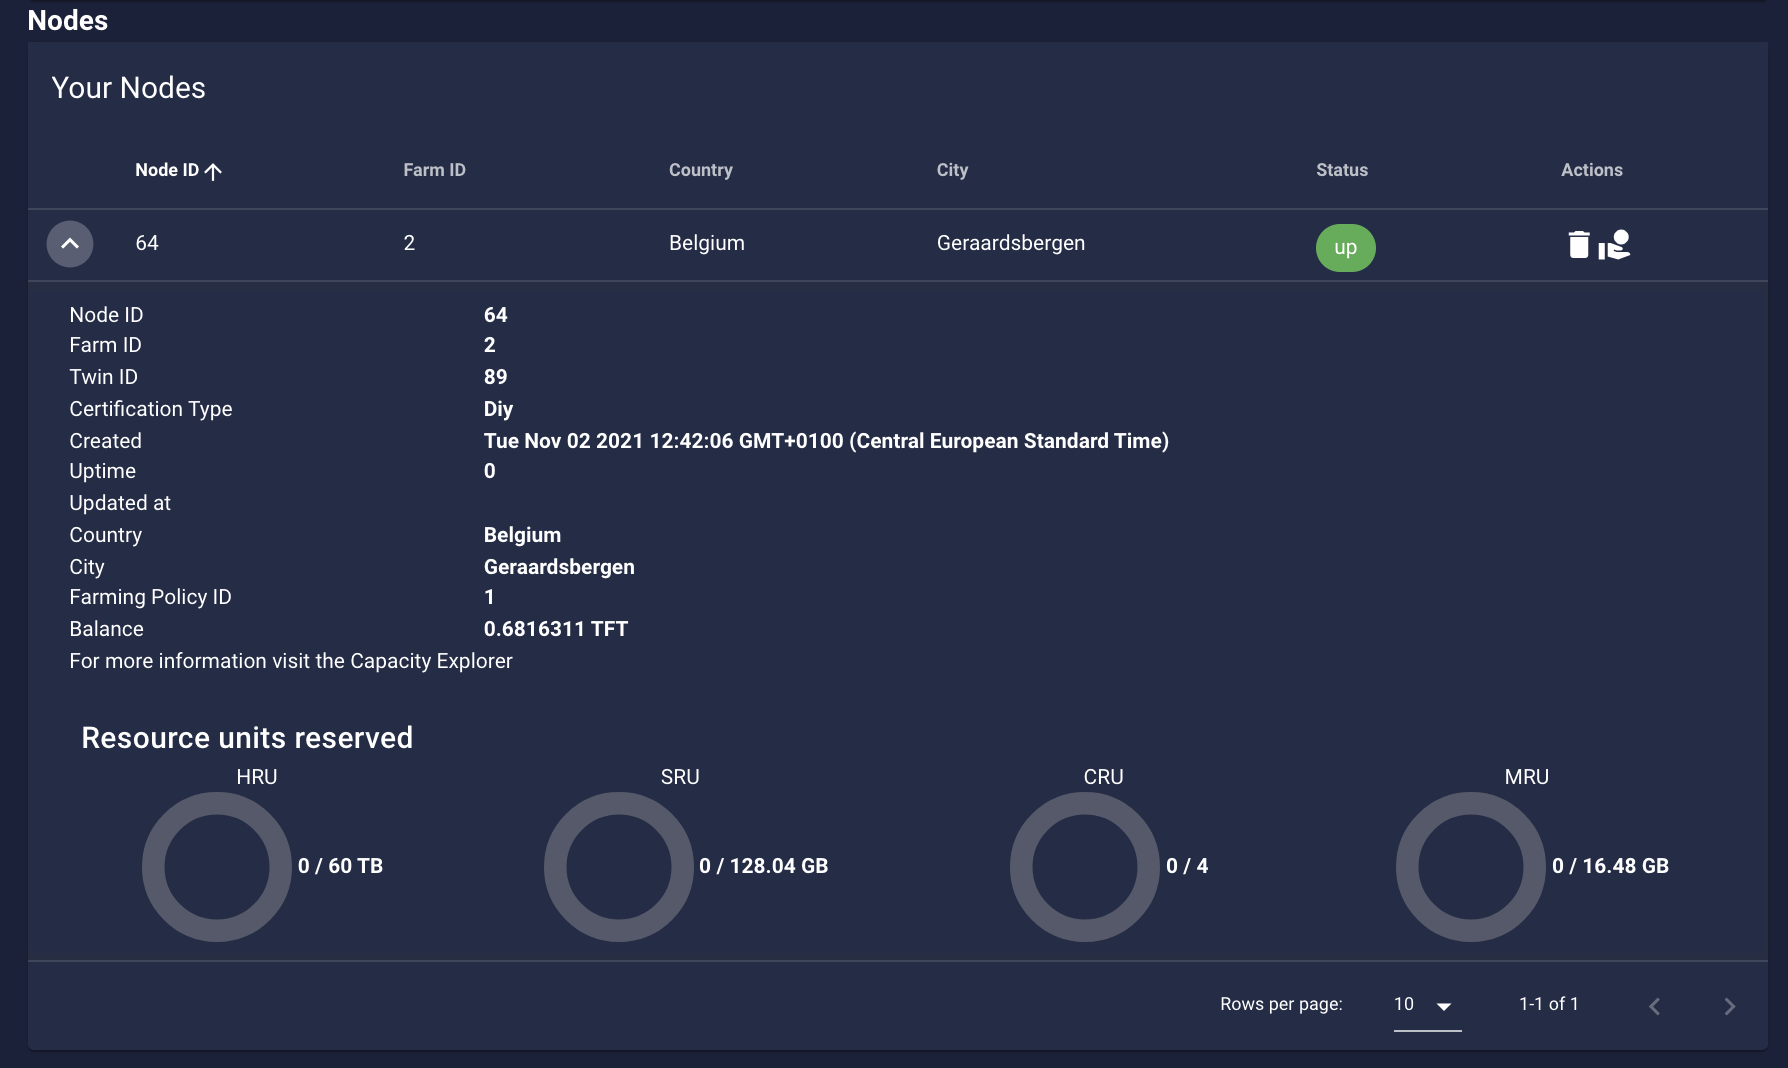 Nodes
Your Nodes
Node ID Farm ID Country City Status Actions
64 2 Belgium Geraardsbergen up
Node ID 64
Farm ID 2
Twin ID 89
Certification Type Diy
Created Tue Nov 02 2021 12:42:06 GMT+0100 (Central European Standard Time)
Uptime 0
Updated at
Country Belgium
City Geraardsbergen
Farming Policy ID 1
Balance 0.6816311 TFT
For more information visit the Capacity Explorer
Resource units reserved
HRU SRU CRU MRU
0 / 60 TB 0 / 128.04 GB 0 / 4 0 / 16.48 GB
Rows per page: 10 1-1 of 1